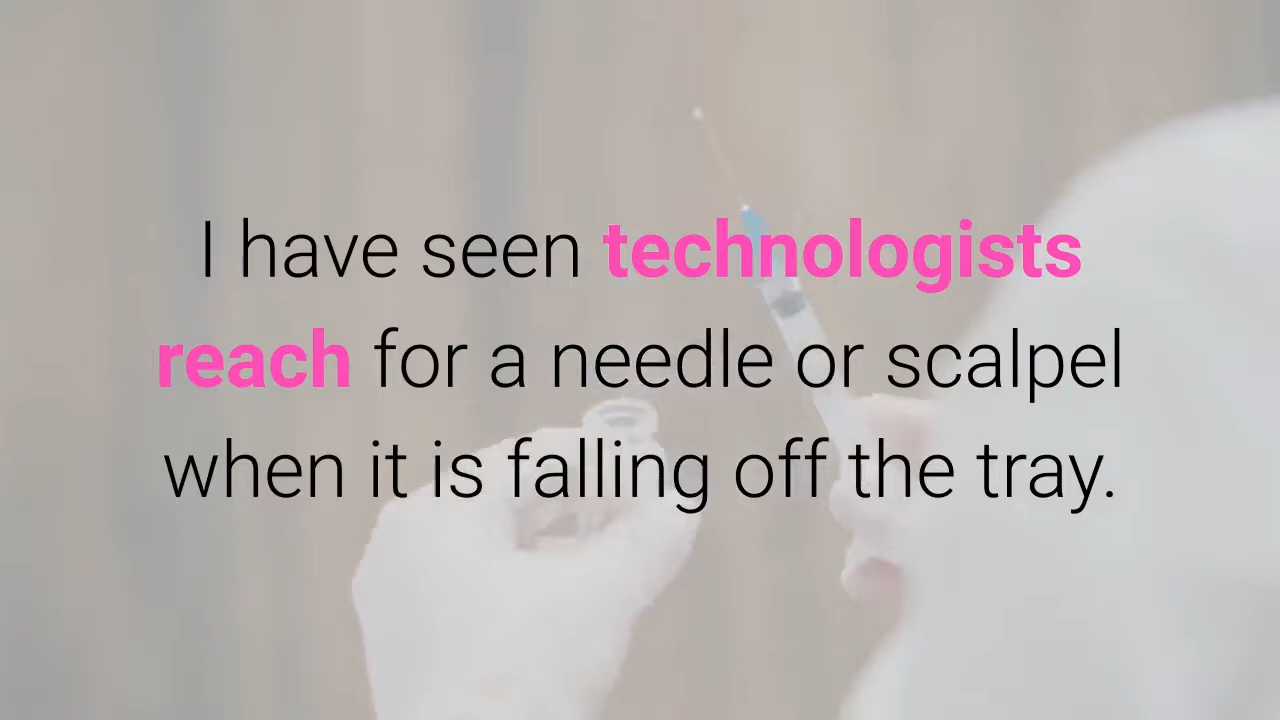 I have seen technologists
reach for a needle or scalpel
when it is falling off the tray.